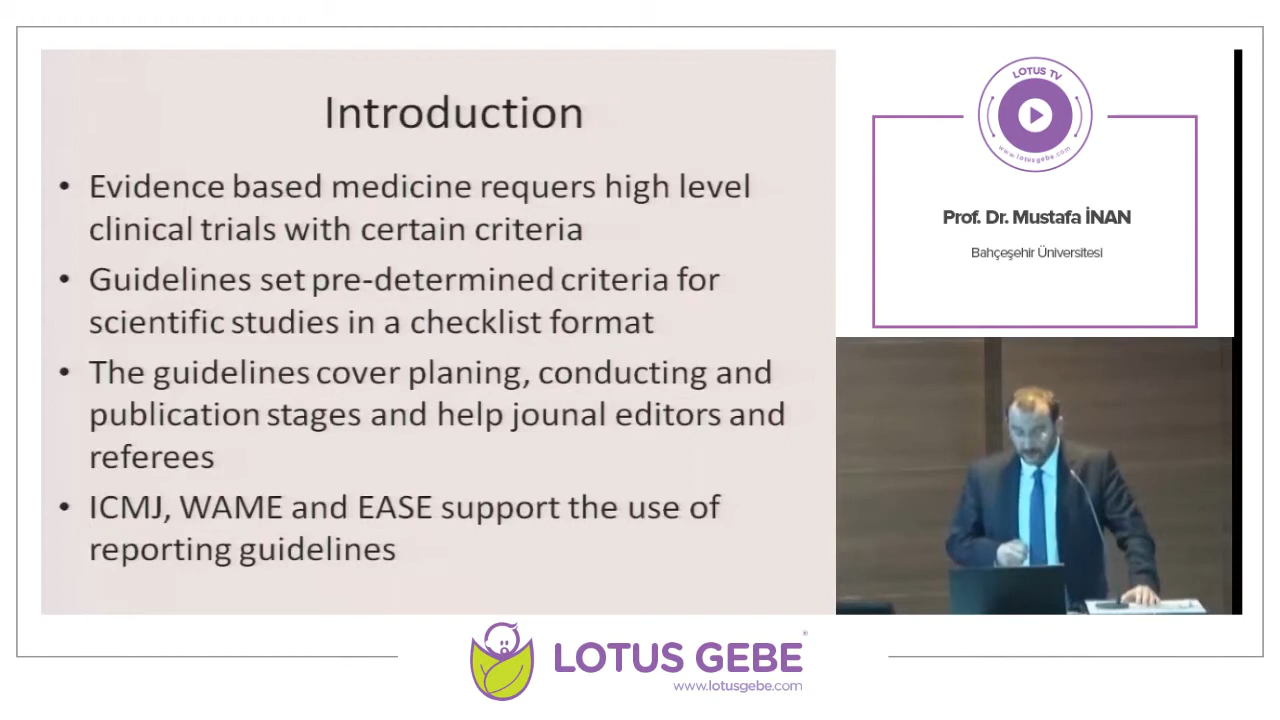 Introduction
• Evidence based medicine requers high level
clinical trials with certain criteria
• Guidelines set pre-determined criteria for
scientific studies in a checklist format
• The guidelines cover planing, conducting and
publication stages and help jounal editors and
referees
• ICMJ, WAME and EASE support the use of
reporting guidelines
LOTUS TV
www.lotusgebe.com
Prof. Dr. Mustafa İNAN
Bahçeşehir Üniversitesi
LOTUS GEBE®
www.lotusgebe.com